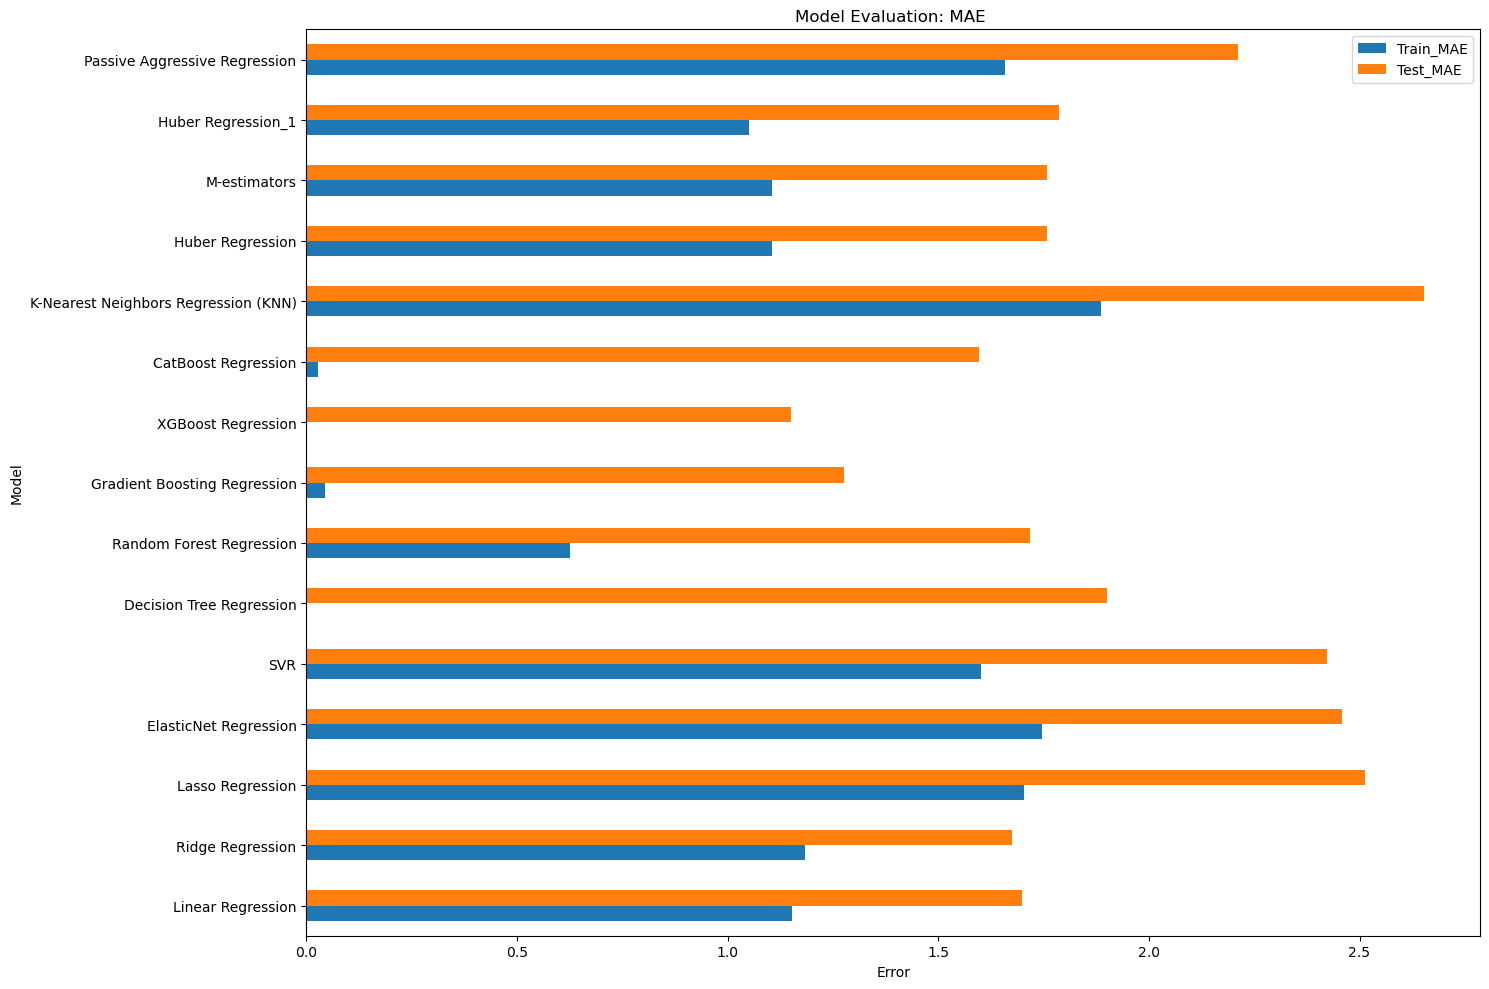 Model Evaluation: MAE
Train_MAE
Test_MAE
Passive Aggressive Regression
Huber Regression_1
M-estimators
Huber Regression
K-Nearest Neighbors Regression (KNN)
CatBoost Regression
XGBoost Regression
Gradient Boosting Regression
Random Forest Regression
Decision Tree Regression
SVR
ElasticNet Regression
Lasso Regression
Ridge Regression
Linear Regression
Model
0.0 0.5 1.0 1.5 2.0 2.5
Error